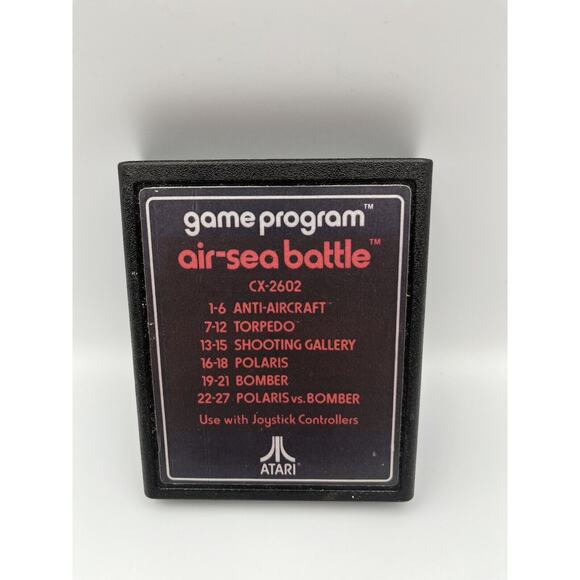 game program™
air-sea battle™
CX-2602
1-6 ANTI-AIRCRAFT™
7-12 TORPEDO™
13-15 SHOOTING GALLERY
16-18 POLARIS
19-21 BOMBER
22-27 POLARIS vs. BOMBER
Use with Joystick Controllers
ATARI®